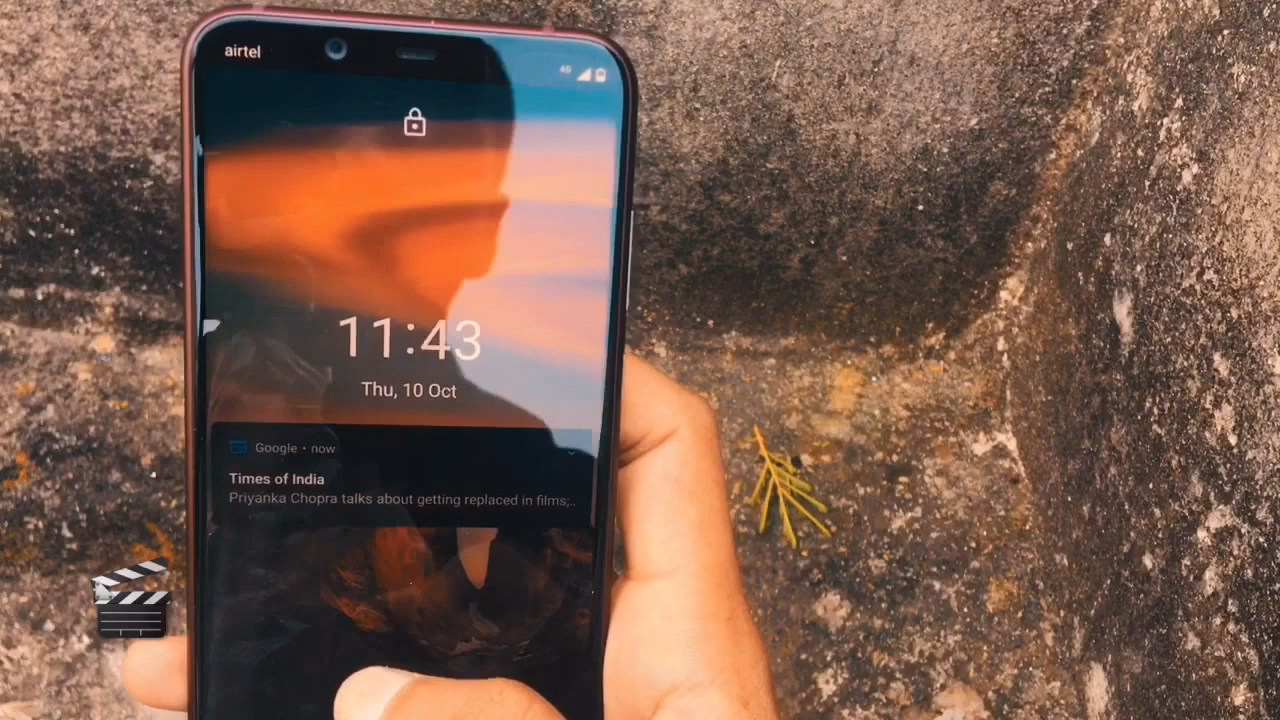 airtel
4G
11:43
Thu, 10 Oct
Google • now
Times of India
Priyanka Chopra talks about getting replaced in films;..